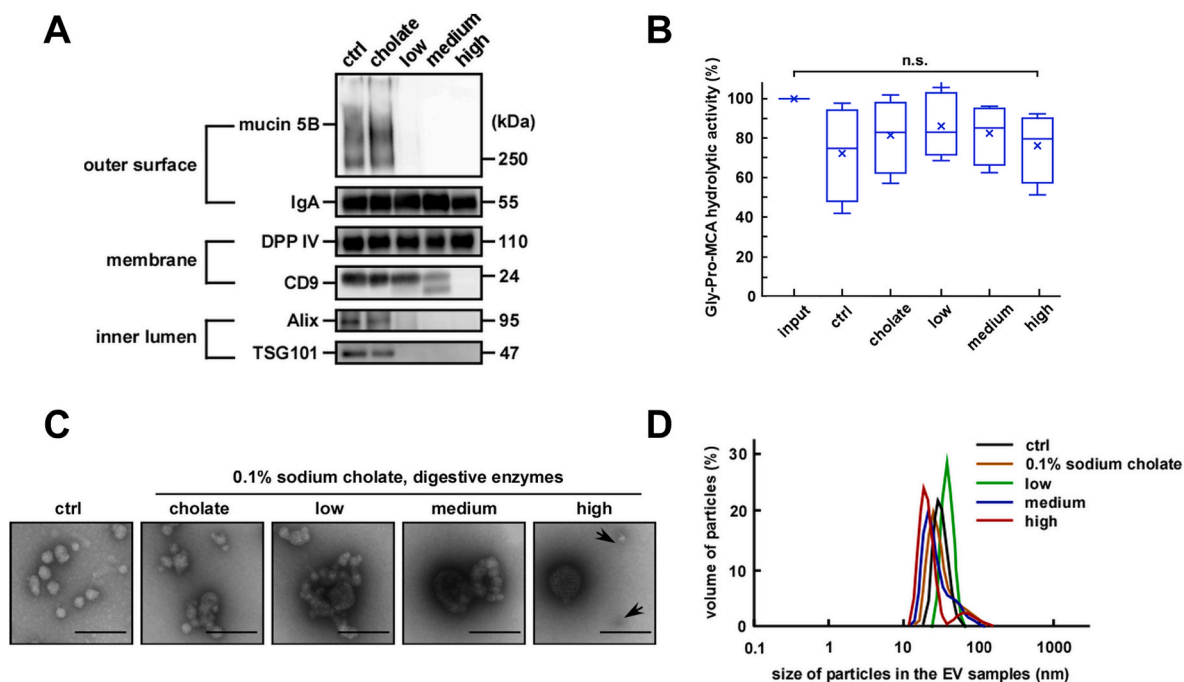 A
ctrl
cholate
low
medium
high
mucin 5B
(kDa)
250
outer surface
IgA
55
DPP IV
110
membrane
CD9
24
Alix
95
inner lumen
TSG101
47
B
n.s.
Gly-Pro-MCA hydrolytic activity (%)
100
80
60
40
20
0
input
ctrl
cholate
low
medium
high
C
0.1% sodium cholate, digestive enzymes
ctrl
cholate
low
medium
high
D
volume of particles (%)
30
20
10
0
ctrl
0.1% sodium cholate
low
medium
high
0.1
1
10
100
1000
size of particles in the EV samples (nm)